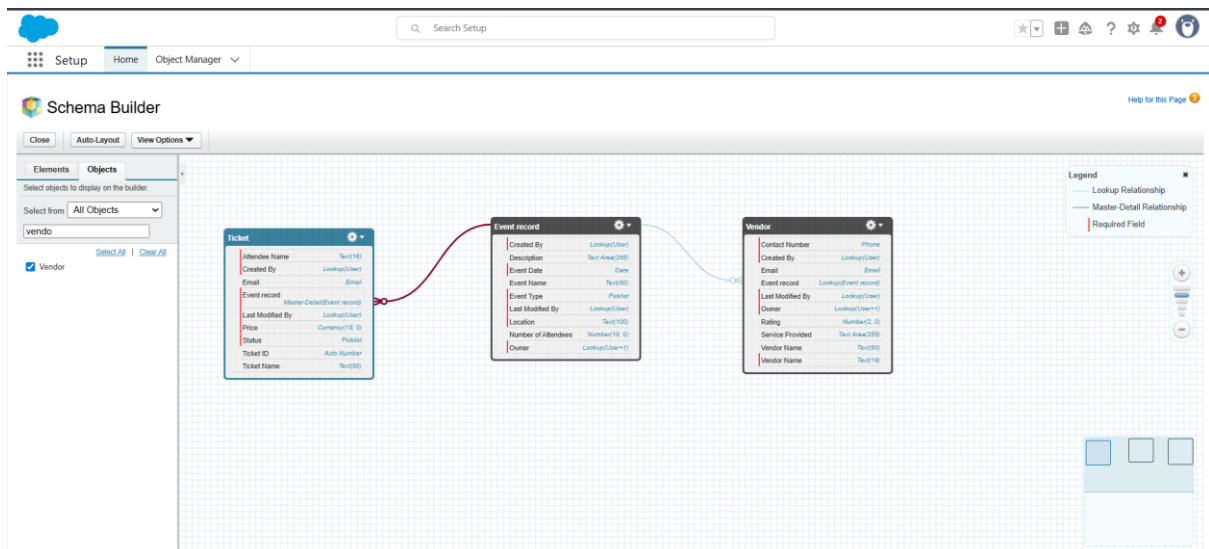 Search Setup
2
Setup Home Object Manager
Schema Builder
Help for this Page
Close Auto-Layout View Options
Elements Objects
Select objects to display on the builder.
Select from All Objects
vendo
Select All | Clear All
Vendor
Ticket
Attendee Name Text(16)
Created By Lookup(User)
Email Email
Event record
Master-Detail(Event record)
Last Modified By Lookup(User)
Price Currency(16, 0)
Status Picklist
Ticket ID Auto Number
Ticket Name Text(80)
Event record
Created By Lookup(User)
Description Text Area(255)
Event Date Date
Event Name Text(80)
Event Type Picklist
Last Modified By Lookup(User)
Location Text(100)
Number of Attendees Number(18, 0)
Owner Lookup(User+1)
Vendor
Contact Number Phone
Created By Lookup(User)
Email Email
Event record Lookup(Event record)
Last Modified By Lookup(User)
Owner Lookup(User+1)
Rating Number(2, 0)
Service Provided Text Area(255)
Vendor Name Text(80)
Vendor Name Text(16)
Legend
Lookup Relationship
Master-Detail Relationship
Required Field